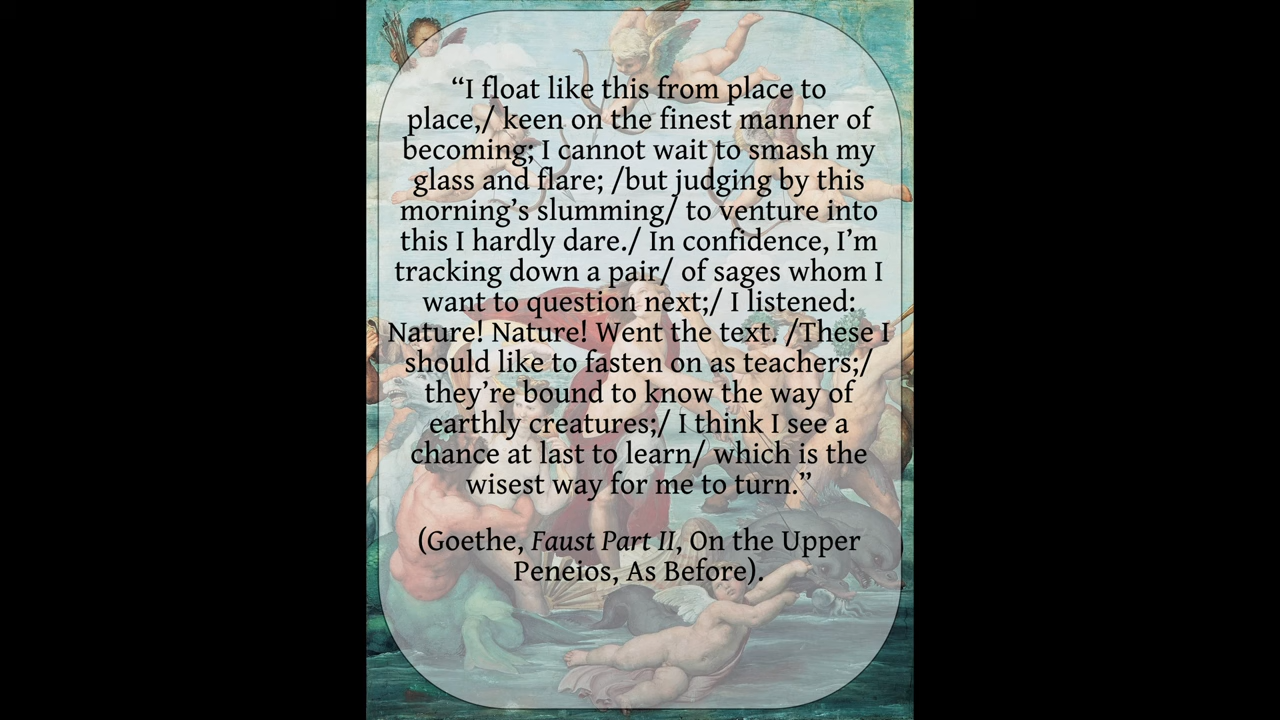 “I float like this from place to
place,/ keen on the finest manner of
becoming; I cannot wait to smash my
glass and flare; /but judging by this
morning’s slumming/ to venture into
this I hardly dare./ In confidence, I’m
tracking down a pair/ of sages whom I
want to question next;/ I listened:
Nature! Nature! Went the text. /These I
should like to fasten on as teachers;/
they’re bound to know the way of
earthly creatures;/ I think I see a
chance at last to learn/ which is the
wisest way for me to turn.”
(Goethe, Faust Part II, On the Upper
Peneios, As Before).